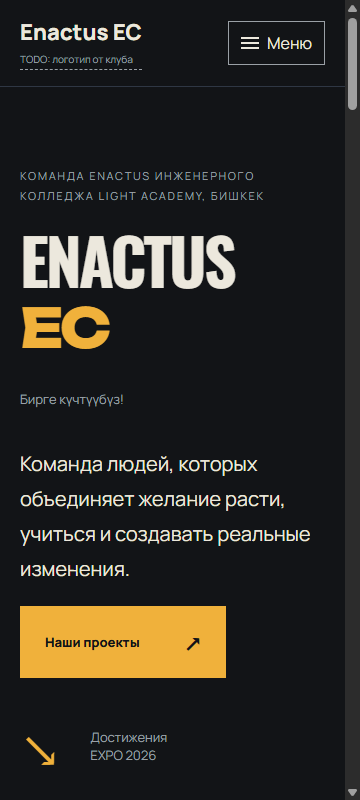 Enactus EC
TODO: логотип от клуба
Меню
КОМАНДА ENACTUS ИНЖЕНЕРНОГО
КОЛЛЕДЖА LIGHT ACADEMY, БИШКЕК
ENACTUS
EC
Бирге күчтүүбүз!
Команда людей, которых
объединяет желание расти,
учиться и создавать реальные
изменения.
Наши проекты ↗
Достижения
EXPO 2026